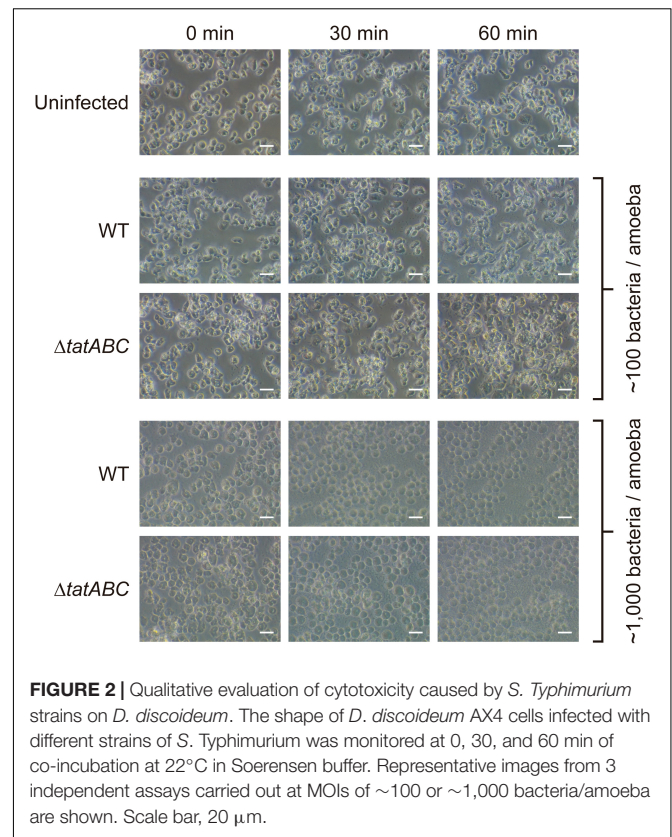 0 min 30 min 60 min
Uninfected
WT
ΔtatABC
~100 bacteria / amoeba
WT
ΔtatABC
~1,000 bacteria / amoeba
FIGURE 2 | Qualitative evaluation of cytotoxicity caused by S. Typhimurium
strains on D. discoideum. The shape of D. discoideum AX4 cells infected with
different strains of S. Typhimurium was monitored at 0, 30, and 60 min of
co-incubation at 22°C in Soerensen buffer. Representative images from 3
independent assays carried out at MOIs of ∼100 or ∼1,000 bacteria/amoeba
are shown. Scale bar, 20 μm.